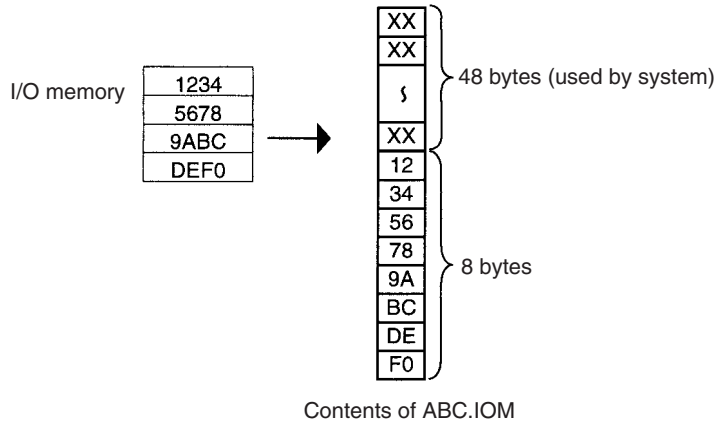 I/O memory
1234
5678
9ABC
DEF0
XX
XX
XX
12
34
56
78
9A
BC
DE
F0
48 bytes (used by system)
8 bytes
Contents of ABC.IOM